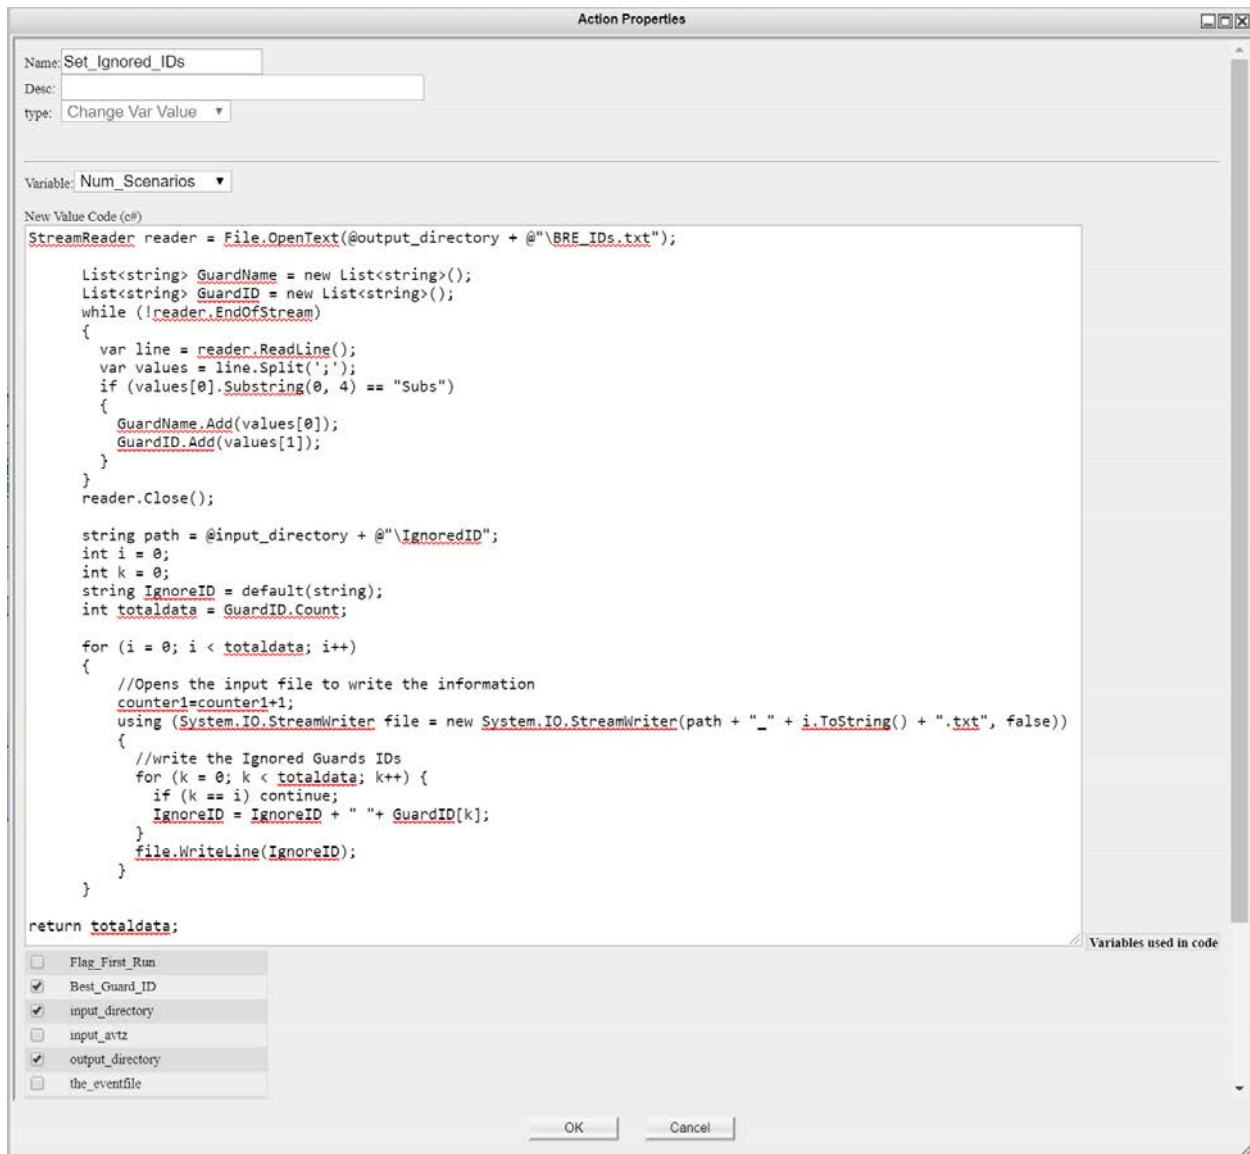 Action Properties
Name: Set_Ignored_IDs
Desc:
type: Change Var Value
Variable: Num_Scenarios
New Value Code (c#)
StreamReader reader = File.OpenText(@output_directory + @"\BRE_IDs.txt");
List<string> GuardName = new List<string>();
List<string> GuardID = new List<string>();
while (!reader.EndOfStream)
{
var line = reader.ReadLine();
var values = line.Split(';');
if (values[0].Substring(0, 4) == "Subs")
{
GuardName.Add(values[0]);
GuardID.Add(values[1]);
}
}
reader.Close();
string path = @input_directory + @"\IgnoredID";
int i = 0;
int k = 0;
string IgnoreID = default(string);
int totaldata = GuardID.Count;
for (i = 0; i < totaldata; i++)
{
//Opens the input file to write the information
counter1=counter1+1;
using (System.IO.StreamWriter file = new System.IO.StreamWriter(path + "_" + i.ToString() + ".txt", false))
{
//write the Ignored Guards IDs
for (k = 0; k < totaldata; k++) {
if (k == i) continue;
IgnoreID = IgnoreID + " "+ GuardID[k];
}
file.WriteLine(IgnoreID);
}
}
return totaldata;
Variables used in code
Flag_First_Run
Best_Guard_ID
input_directory
input_avtz
output_directory
the_eventfile
OK Cancel